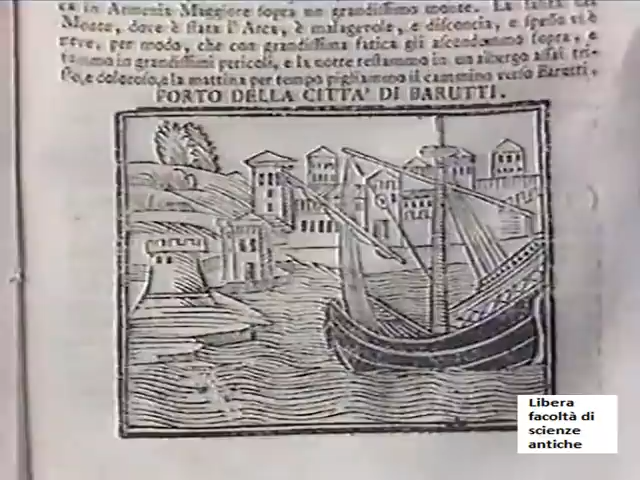 ca in Armenia Maggiore sopra un grandissimo monte. La salita del
Monte, dove è stata l'Arca, è malagevole, e disconcia, e spesso vi è
neve, per modo, che con grandissima fatica gli ascendemmo sopra, e
in grandissimi pericoli, e la notte restammo in un albergo assai tri-
sto, e doloroso, e la mattina per tempo pigliammo il cammino verso Barutti.
PORTO DELLA CITTA' DI BARUTTI.
Libera
facoltà di
scienze
antiche